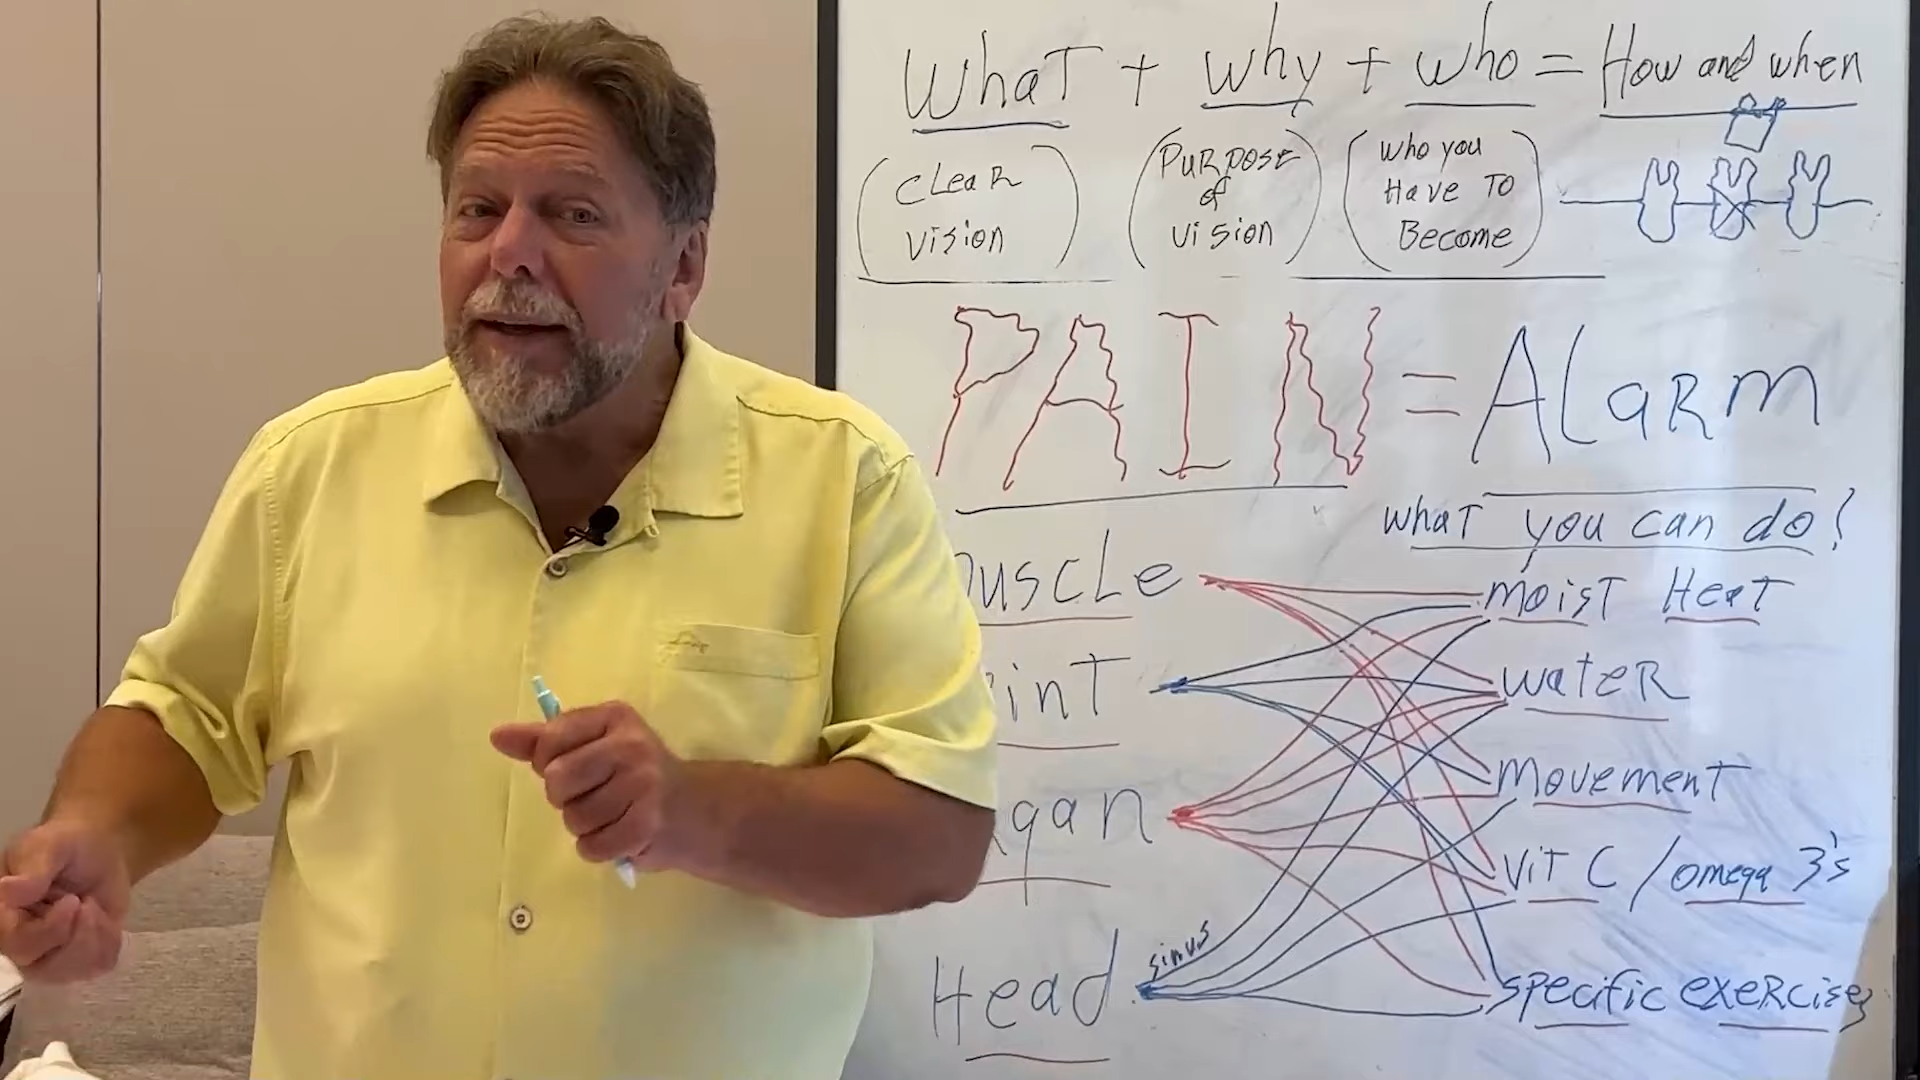 WhaT + why + who = How and when
CLeaR
vision
PURPOSE
of
vision
who you
Have To
Become
PAIN = ALaRm
whaT you can do?
uscLe
moisT HeaT
inT
wateR
movemenT
gan
viT C / omega 3's
sinus
Head
specific exeRcises